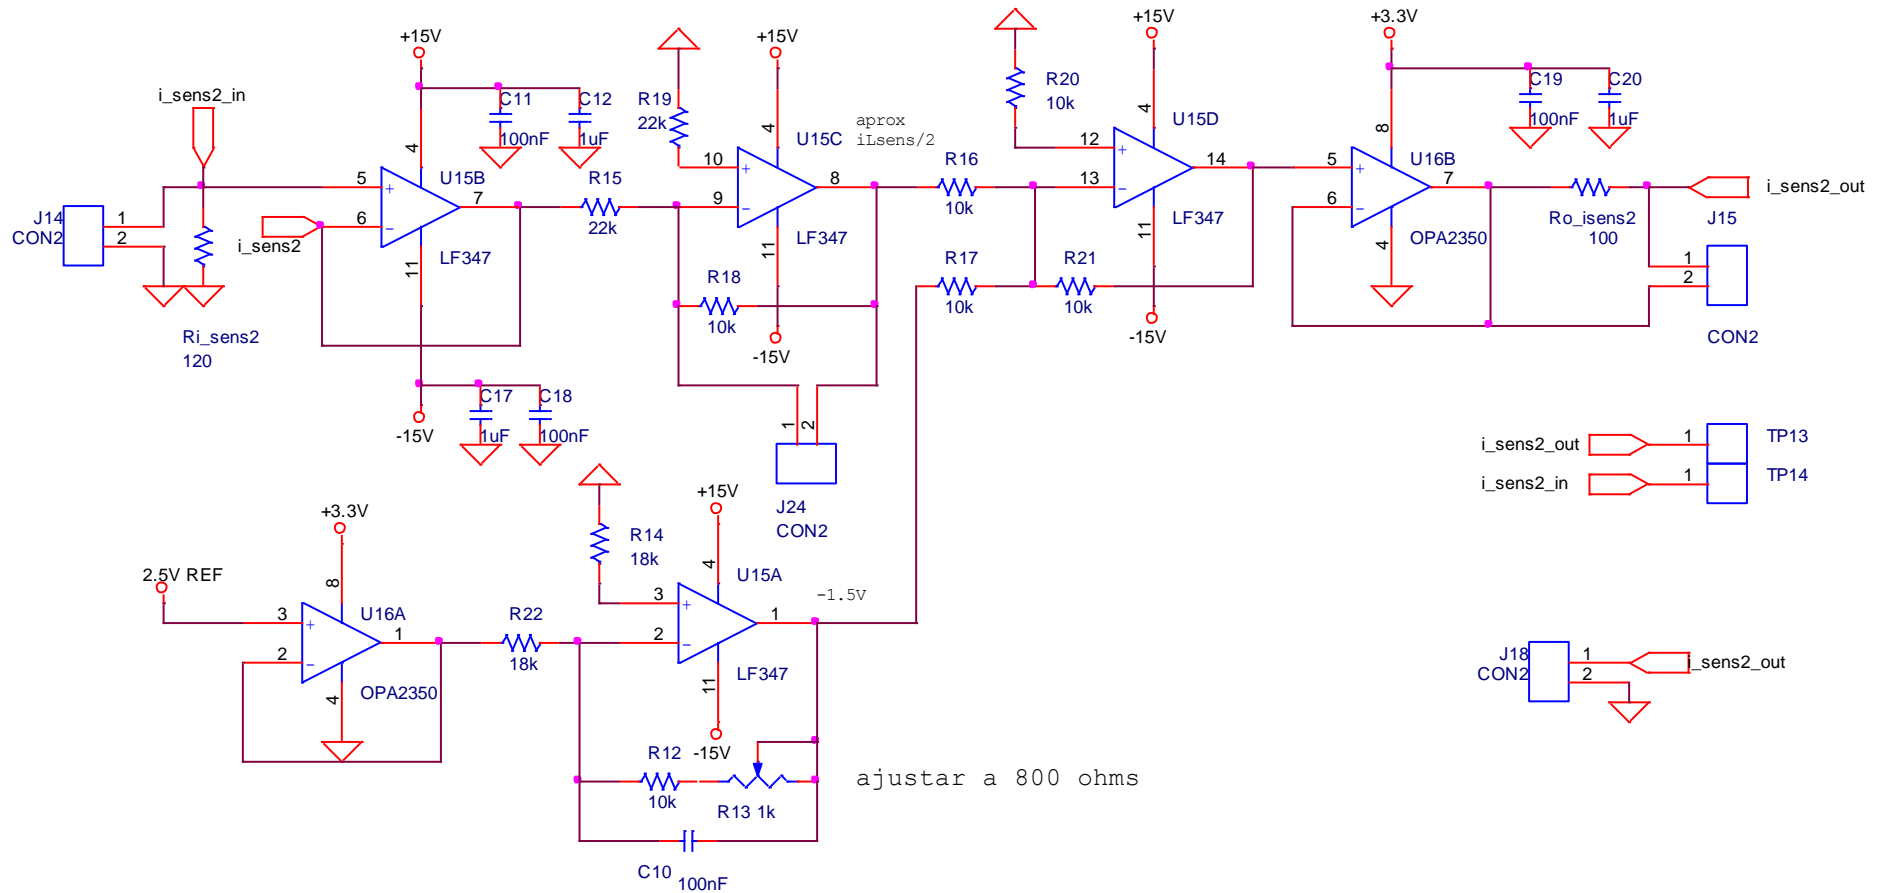 i_sens2_in
J14
CON2
1
2
Ri_sens2
120
i_sens2
+15V
C11
100nF
C12
1uF
4
5
6
7
11
U15B
LF347
-15V
C17
1uF
C18
100nF
R15
22k
R19
22k
+15V
4
U15C
aprox
iLsens/2
10
9
8
11
LF347
-15V
R18
10k
1
2
J24
CON2
R16
10k
R17
10k
R20
10k
+15V
4
U15D
12
13
14
11
LF347
-15V
R21
10k
+3.3V
C19
100nF
C20
1uF
8
5
6
7
4
U16B
OPA2350
Ro_isens2
100
i_sens2_out
J15
1
2
CON2
i_sens2_out
1
TP13
i_sens2_in
1
TP14
2.5V REF
+3.3V
8
3
2
1
4
U16A
OPA2350
R22
18k
R14
18k
+15V
4
U15A
-1.5V
3
2
1
11
LF347
-15V
R12
10k
R13 1k
ajustar a 800 ohms
C10
100nF
J18
CON2
1
2
i_sens2_out